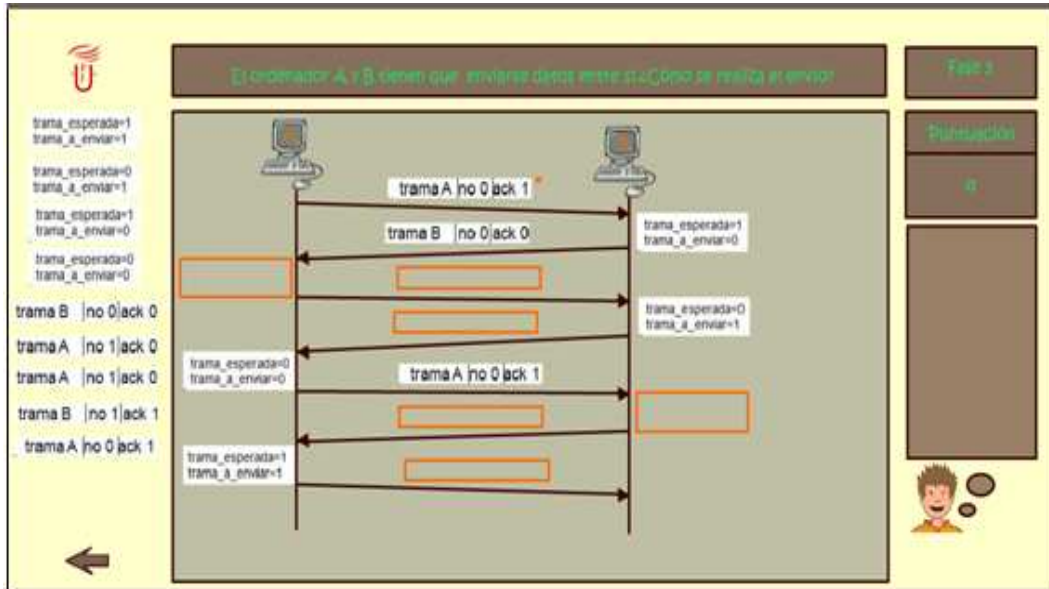 El ordenador A y B tienen que enviarse datos entre si ¿Cómo se realiza el envío?
Fase 2
Puntuación
trama_esperada=1
trama_a_enviar=1
trama_esperada=0
trama_a_enviar=1
trama_esperada=1
trama_a_enviar=0
trama_esperada=0
trama_a_enviar=0
trama B |no 0|ack 0
trama A |no 1|ack 0
trama A |no 1|ack 0
trama B |no 1|ack 1
trama A |no 0|ack 1
trama A |no 0|ack 1 *
trama B |no 0|ack 0
trama_esperada=1
trama_a_enviar=0
trama_esperada=0
trama_a_enviar=1
trama_esperada=0
trama_a_enviar=0
trama A |no 0|ack 1
trama_esperada=1
trama_a_enviar=1